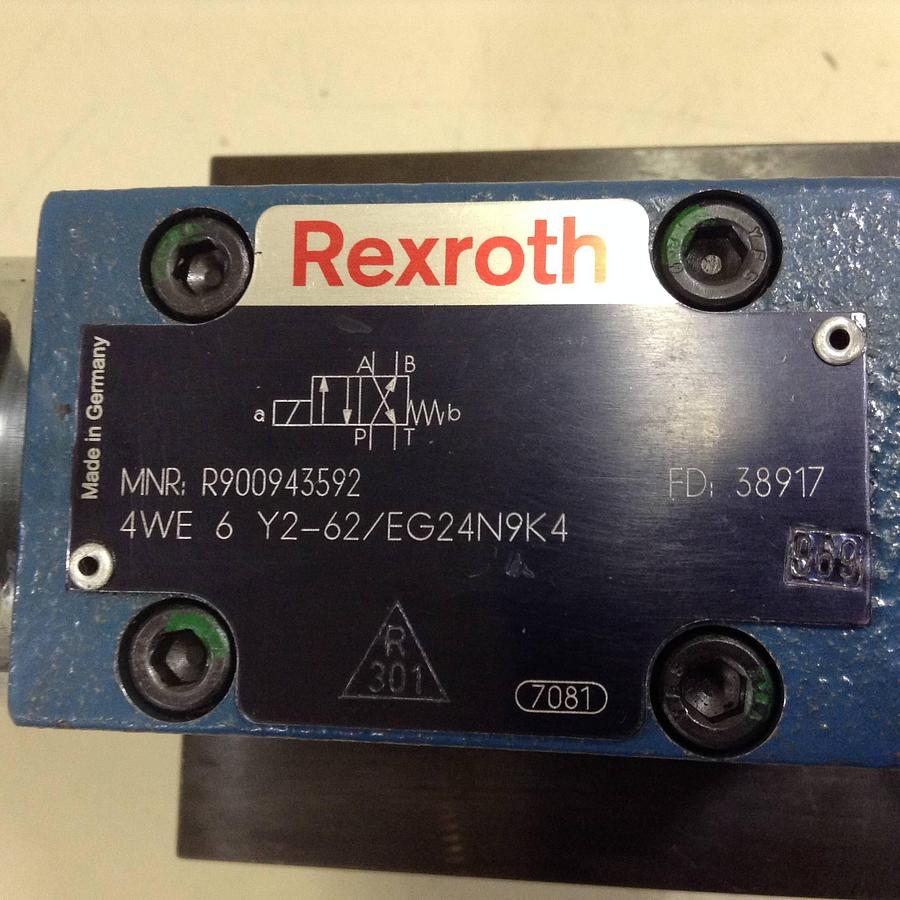 Rexroth
Made in Germany
A B
a b
P T
MNR: R900943592 FD: 38917
4WE 6 Y2-62/EG24N9K4
969
R
301
7081